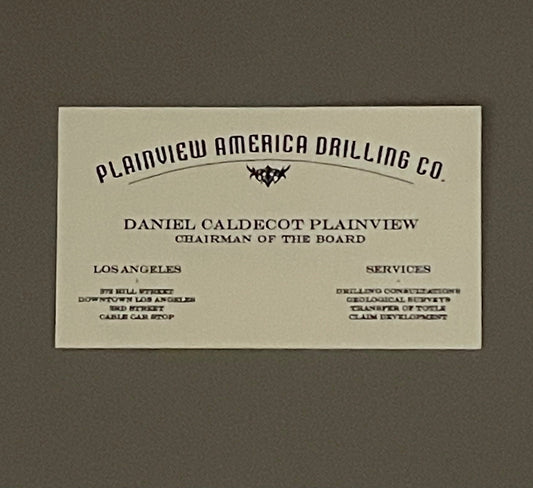 PLAINVIEW AMERICA DRILLING CO.
DANIEL CALDECOT PLAINVIEW
CHAIRMAN OF THE BOARD
LOS ANGELES
HILL STREET
DOWNTOWN LOS ANGELES
3RD STREET
CABLE CAR STOP
SERVICES
DRILLING CONSULTATIONS
GEOLOGICAL SURVEYS
TRANSFER OF
CLAIM DEVELOPMENT